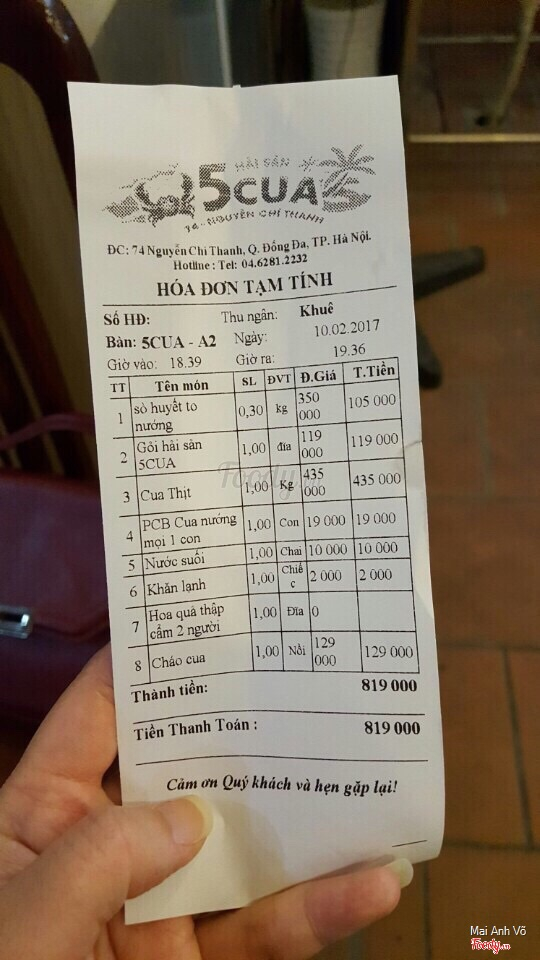 HẢI SẢN
5CUA
74 - NGUYỄN CHÍ THANH
ĐC: 74 Nguyễn Chí Thanh, Q. Đống Đa, TP. Hà Nội.
Hotline : Tel: 04.6281.2232
HÓA ĐƠN TẠM TÍNH
Số HĐ: Thu ngân: Khuê
Bàn: 5CUA - A2 Ngày: 10.02.2017
Giờ vào: 18.39 Giờ ra: 19.36
TT Tên món SL ĐVT Đ.Giá T.Tiền
1 sò huyết to nướng 0,30 kg 350 000 105 000
2 Gỏi hải sản 5CUA 1,00 đĩa 119 000 119 000
3 Cua Thịt 1,00 Kg 435 000 435 000
4 PCB Cua nướng mọi 1 con 1,00 Con 19 000 19 000
5 Nước suối 1,00 Chai 10 000 10 000
6 Khăn lạnh 1,00 Chiếc 2 000 2 000
7 Hoa quả thập cẩm 2 người 1,00 Đĩa 0
8 Cháo cua 1,00 Nồi 129 000 129 000
Thành tiền: 819 000
Tiền Thanh Toán : 819 000
Cảm ơn Quý khách và hẹn gặp lại!
Foody
Mai Anh Võ
Foody.vn